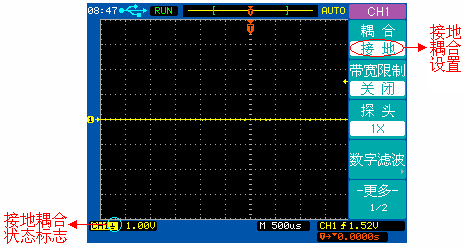 08:47 RUN AUTO CH1
T
耦 合
接 地
带宽限制
关 闭
探 头
1X
数字滤波
-更多-
1/2
1
CH1 1.00V M 500us CH1 f 1.52V
T→▼0.0000s
接地
耦合
设置
接地耦合
状态标志